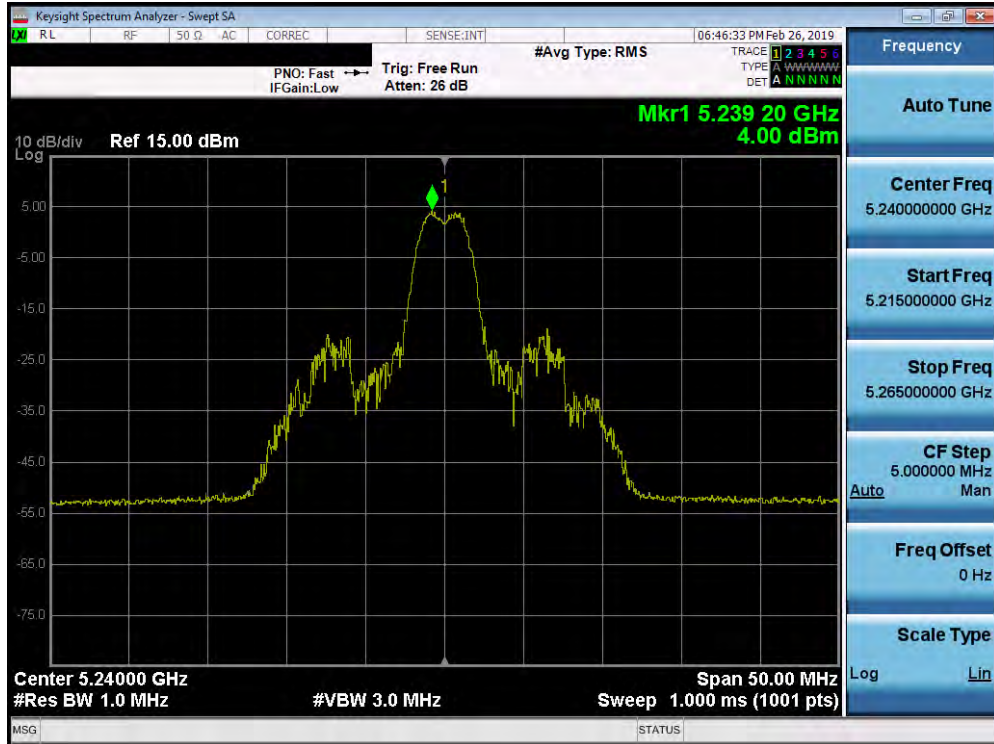 Keysight Spectrum Analyzer - Swept SA
LXI RL RF 50 Ω AC CORREC SENSE:INT 06:46:33 PM Feb 26, 2019
#Avg Type: RMS TRACE 1 2 3 4 5 6
PNO: Fast Trig: Free Run TYPE A WWWWW
IFGain:Low Atten: 26 dB DET A N N N N N
Mkr1 5.239 20 GHz
4.00 dBm
10 dB/div Ref 15.00 dBm
Log
1
5.00
-5.00
-15.0
-25.0
-35.0
-45.0
-55.0
-65.0
-75.0
Center 5.24000 GHz Span 50.00 MHz
#Res BW 1.0 MHz #VBW 3.0 MHz Sweep 1.000 ms (1001 pts)
MSG STATUS
Frequency
Auto Tune
Center Freq
5.240000000 GHz
Start Freq
5.215000000 GHz
Stop Freq
5.265000000 GHz
CF Step
5.000000 MHz
Auto Man
Freq Offset
0 Hz
Scale Type
Log Lin